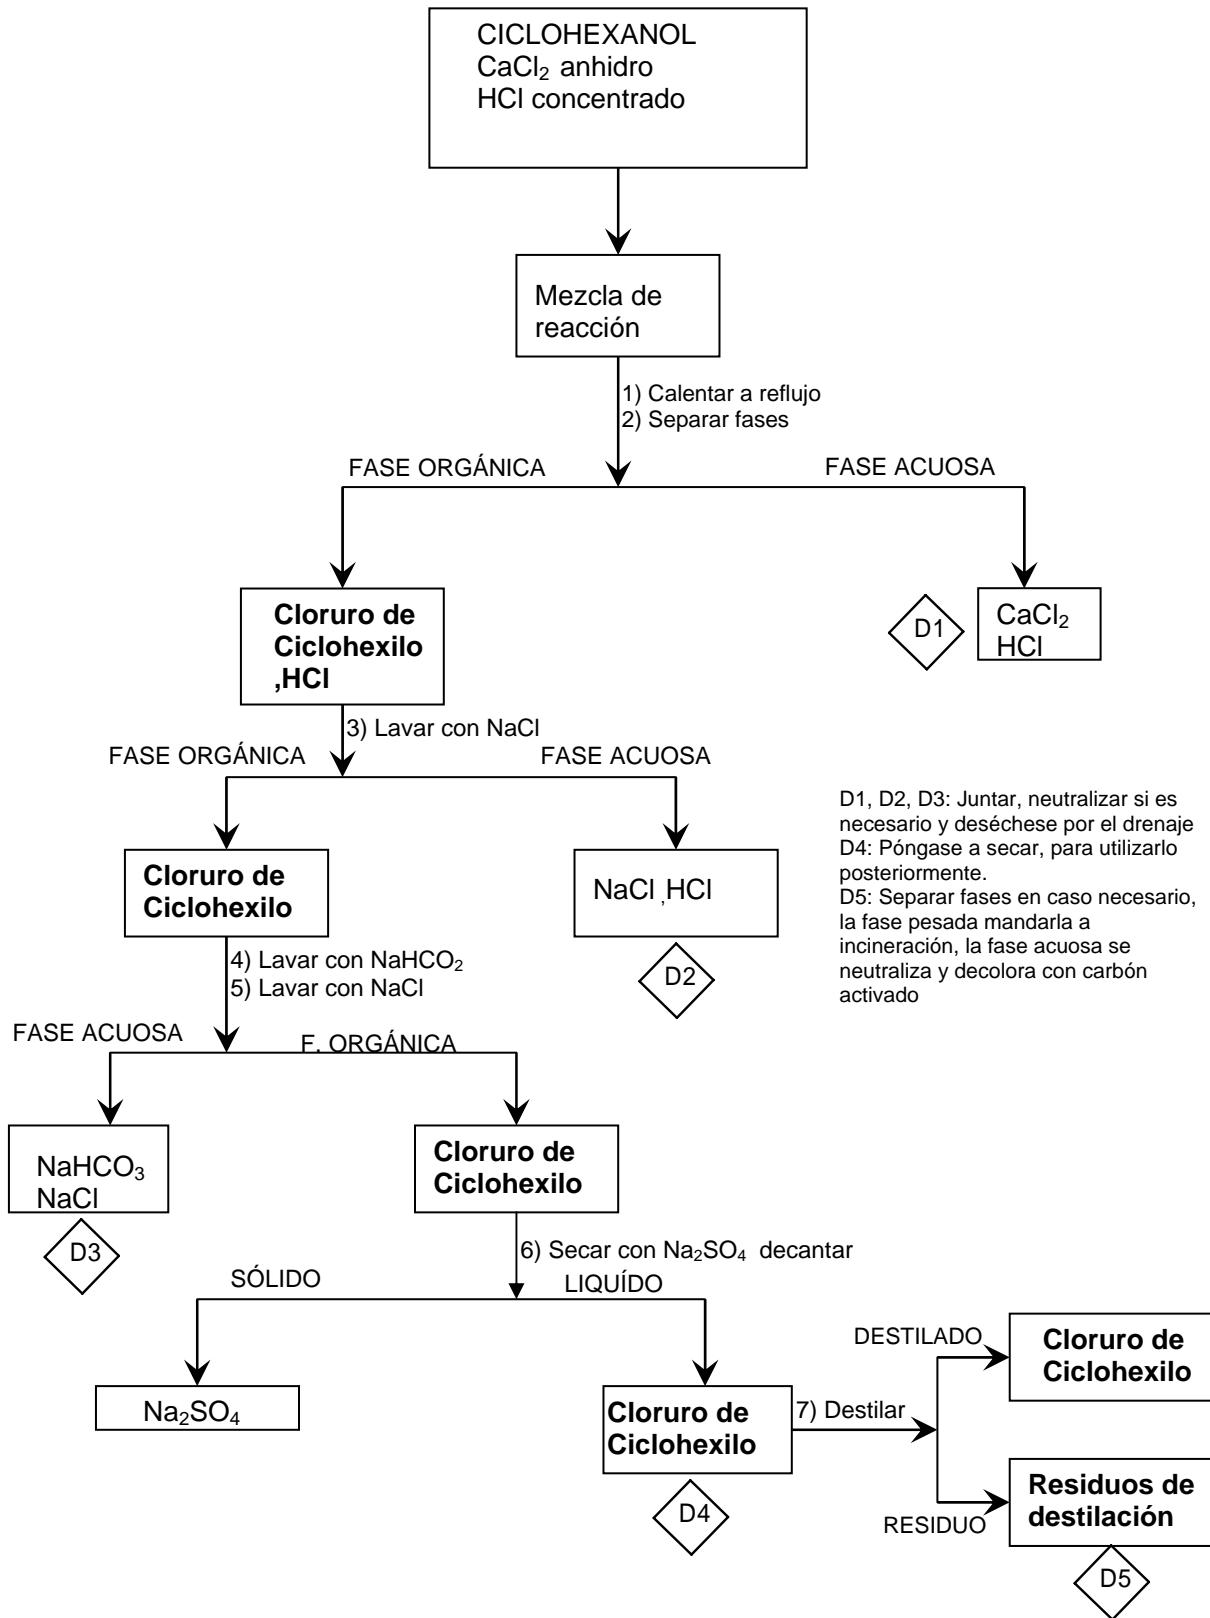 CICLOHEXANOL
CaCl₂ anhidro
HCl concentrado
Mezcla de
reacción
1) Calentar a reflujo
2) Separar fases
FASE ORGÁNICA
FASE ACUOSA
Cloruro de
Ciclohexilo
,HCl
D1
CaCl₂
HCl
3) Lavar con NaCl
FASE ORGÁNICA
FASE ACUOSA
Cloruro de
Ciclohexilo
NaCl ,HCl
D2
D1, D2, D3: Juntar, neutralizar si es
necesario y deséchese por el drenaje
D4: Póngase a secar, para utilizarlo
posteriormente.
D5: Separar fases en caso necesario,
la fase pesada mandarla a
incineración, la fase acuosa se
neutraliza y decolora con carbón
activado
4) Lavar con NaHCO₂
5) Lavar con NaCl
FASE ACUOSA
F. ORGÁNICA
NaHCO₃
NaCl
D3
Cloruro de
Ciclohexilo
6) Secar con Na₂SO₄ decantar
SÓLIDO
LIQUÍDO
Na₂SO₄
Cloruro de
Ciclohexilo
D4
7) Destilar
DESTILADO
Cloruro de
Ciclohexilo
RESIDUO
Residuos de
destilación
D5